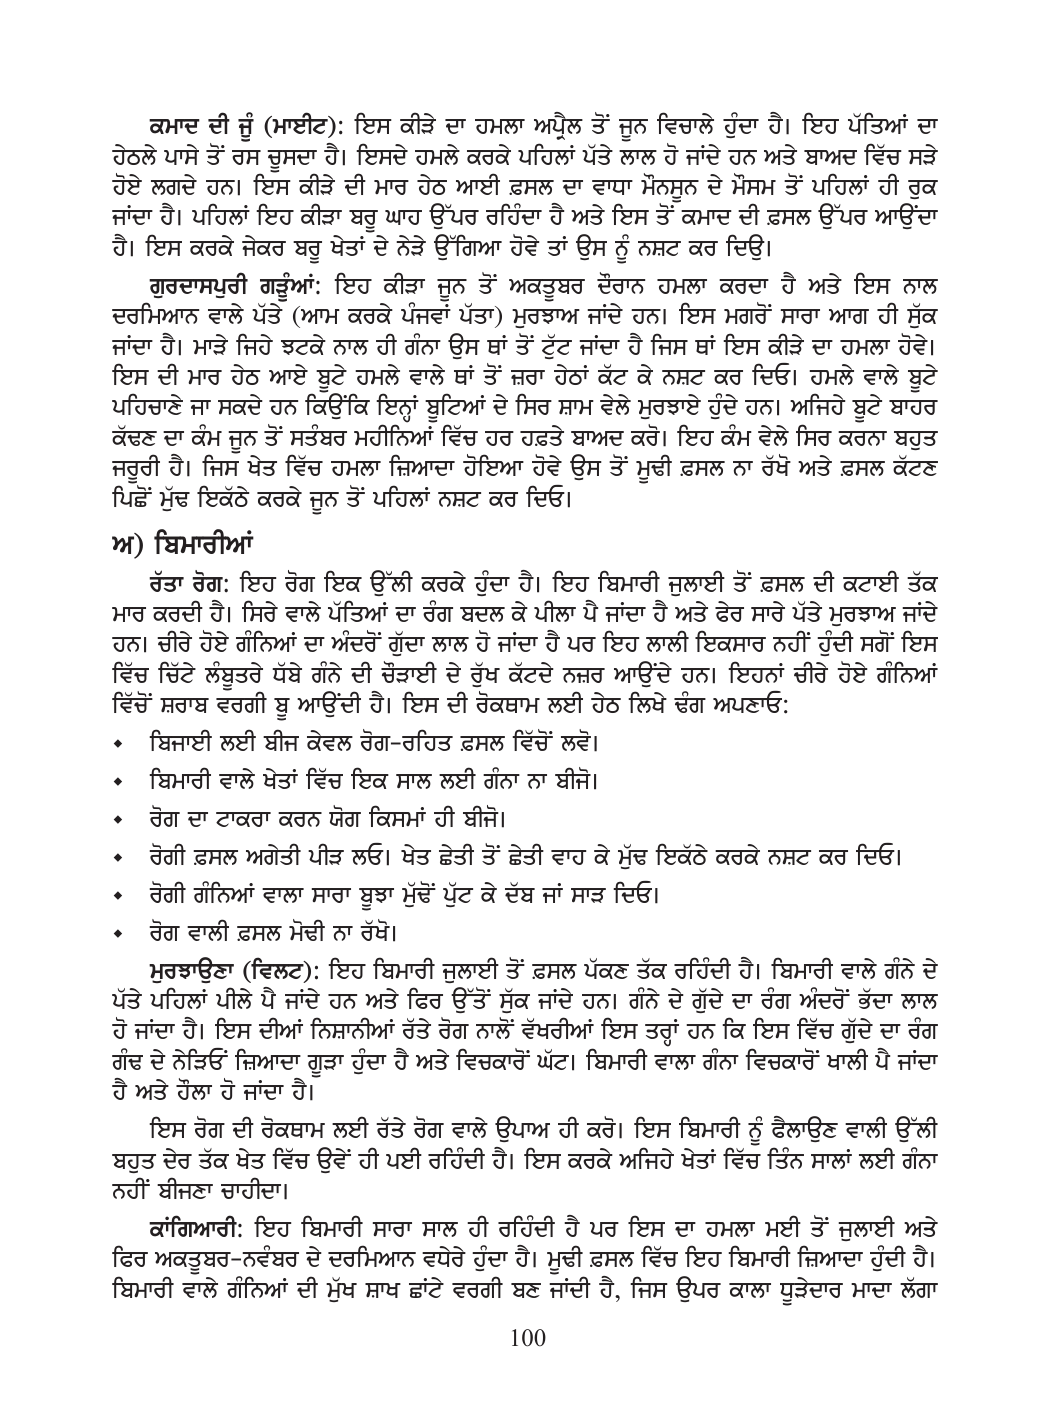 ਕਮਾਦ ਦੀ ਜੂੰ (ਮਾਈਟ): ਇਸ ਕੀੜੇ ਦਾ ਹਮਲਾ ਅਪ੍ਰੈਲ ਤੋਂ ਜੂਨ ਵਿਚਾਲੇ ਹੁੰਦਾ ਹੈ। ਇਹ ਪੱਤਿਆਂ ਦਾ
ਹੇਠਲੇ ਪਾਸੇ ਤੋਂ ਰਸ ਚੂਸਦਾ ਹੈ। ਇਸਦੇ ਹਮਲੇ ਕਰਕੇ ਪਹਿਲਾਂ ਪੱਤੇ ਲਾਲ ਹੋ ਜਾਂਦੇ ਹਨ ਅਤੇ ਬਾਅਦ ਵਿੱਚ ਸੜੇ
ਹੋਏ ਲਗਦੇ ਹਨ। ਇਸ ਕੀੜੇ ਦੀ ਮਾਰ ਹੇਠ ਆਈ ਫ਼ਸਲ ਦਾ ਵਾਧਾ ਮੌਨਸੂਨ ਦੇ ਮੌਸਮ ਤੋਂ ਪਹਿਲਾਂ ਹੀ ਰੁਕ
ਜਾਂਦਾ ਹੈ। ਪਹਿਲਾਂ ਇਹ ਕੀੜਾ ਬਰੂ ਘਾਹ ਉੱਪਰ ਰਹਿੰਦਾ ਹੈ ਅਤੇ ਇਸ ਤੋਂ ਕਮਾਦ ਦੀ ਫ਼ਸਲ ਉੱਪਰ ਆਉਂਦਾ
ਹੈ। ਇਸ ਕਰਕੇ ਜੇਕਰ ਬਰੂ ਖੇਤਾਂ ਦੇ ਨੇੜੇ ਉੱਗਿਆ ਹੋਵੇ ਤਾਂ ਉਸ ਨੂੰ ਨਸ਼ਟ ਕਰ ਦਿਉ।
ਗੁਰਦਾਸਪੁਰੀ ਗੜੂੰਆਂ: ਇਹ ਕੀੜਾ ਜੂਨ ਤੋਂ ਅਕਤੂਬਰ ਦੌਰਾਨ ਹਮਲਾ ਕਰਦਾ ਹੈ ਅਤੇ ਇਸ ਨਾਲ
ਦਰਮਿਆਨ ਵਾਲੇ ਪੱਤੇ (ਆਮ ਕਰਕੇ ਪੰਜਵਾਂ ਪੱਤਾ) ਮੁਰਝਾਅ ਜਾਂਦੇ ਹਨ। ਇਸ ਮਗਰੋਂ ਸਾਰਾ ਆਗ ਹੀ ਸੁੱਕ
ਜਾਂਦਾ ਹੈ। ਮਾੜੇ ਜਿਹੇ ਝਟਕੇ ਨਾਲ ਹੀ ਗੰਨਾ ਉਸ ਥਾਂ ਤੋਂ ਟੁੱਟ ਜਾਂਦਾ ਹੈ ਜਿਸ ਥਾਂ ਇਸ ਕੀੜੇ ਦਾ ਹਮਲਾ ਹੋਵੇ।
ਇਸ ਦੀ ਮਾਰ ਹੇਠ ਆਏ ਬੂਟੇ ਹਮਲੇ ਵਾਲੇ ਥਾਂ ਤੋਂ ਜ਼ਰਾ ਹੇਠਾਂ ਕੱਟ ਕੇ ਨਸ਼ਟ ਕਰ ਦਿਓ। ਹਮਲੇ ਵਾਲੇ ਬੂਟੇ
ਪਹਿਚਾਣੇ ਜਾ ਸਕਦੇ ਹਨ ਕਿਉਂਕਿ ਇਨ੍ਹਾਂ ਬੂਟਿਆਂ ਦੇ ਸਿਰ ਸ਼ਾਮ ਵੇਲੇ ਮੁਰਝਾਏ ਹੁੰਦੇ ਹਨ। ਅਜਿਹੇ ਬੂਟੇ ਬਾਹਰ
ਕੱਢਣ ਦਾ ਕੰਮ ਜੂਨ ਤੋਂ ਸਤੰਬਰ ਮਹੀਨਿਆਂ ਵਿੱਚ ਹਰ ਹਫ਼ਤੇ ਬਾਅਦ ਕਰੋ। ਇਹ ਕੰਮ ਵੇਲੇ ਸਿਰ ਕਰਨਾ ਬਹੁਤ
ਜਰੂਰੀ ਹੈ। ਜਿਸ ਖੇਤ ਵਿੱਚ ਹਮਲਾ ਜ਼ਿਆਦਾ ਹੋਇਆ ਹੋਵੇ ਉਸ ਤੋਂ ਮੂਢੀ ਫ਼ਸਲ ਨਾ ਰੱਖੋ ਅਤੇ ਫ਼ਸਲ ਕੱਟਣ
ਪਿਛੋਂ ਮੁੱਢ ਇਕੱਠੇ ਕਰਕੇ ਜੂਨ ਤੋਂ ਪਹਿਲਾਂ ਨਸ਼ਟ ਕਰ ਦਿਓ।
ਅ) ਬਿਮਾਰੀਆਂ
ਰੱਤਾ ਰੋਗ: ਇਹ ਰੋਗ ਇਕ ਉੱਲੀ ਕਰਕੇ ਹੁੰਦਾ ਹੈ। ਇਹ ਬਿਮਾਰੀ ਜੁਲਾਈ ਤੋਂ ਫ਼ਸਲ ਦੀ ਕਟਾਈ ਤੱਕ
ਮਾਰ ਕਰਦੀ ਹੈ। ਸਿਰੇ ਵਾਲੇ ਪੱਤਿਆਂ ਦਾ ਰੰਗ ਬਦਲ ਕੇ ਪੀਲਾ ਪੈ ਜਾਂਦਾ ਹੈ ਅਤੇ ਫੇਰ ਸਾਰੇ ਪੱਤੇ ਮੁਰਝਾਅ ਜਾਂਦੇ
ਹਨ। ਚੀਰੇ ਹੋਏ ਗੰਨਿਆਂ ਦਾ ਅੰਦਰੋਂ ਗੁੱਦਾ ਲਾਲ ਹੋ ਜਾਂਦਾ ਹੈ ਪਰ ਇਹ ਲਾਲੀ ਇਕਸਾਰ ਨਹੀਂ ਹੁੰਦੀ ਸਗੋਂ ਇਸ
ਵਿੱਚ ਚਿੱਟੇ ਲੰਬੂਤਰੇ ਧੱਬੇ ਗੰਨੇ ਦੀ ਚੌੜਾਈ ਦੇ ਰੁੱਖ ਕੱਟਦੇ ਨਜ਼ਰ ਆਉਂਦੇ ਹਨ। ਇਹਨਾਂ ਚੀਰੇ ਹੋਏ ਗੰਨਿਆਂ
ਵਿੱਚੋਂ ਸ਼ਰਾਬ ਵਰਗੀ ਬੂ ਆਉਂਦੀ ਹੈ। ਇਸ ਦੀ ਰੋਕਥਾਮ ਲਈ ਹੇਠ ਲਿਖੇ ਢੰਗ ਅਪਣਾਓ:
◆ ਬਿਜਾਈ ਲਈ ਬੀਜ ਕੇਵਲ ਰੋਗ-ਰਹਿਤ ਫ਼ਸਲ ਵਿੱਚੋਂ ਲਵੋ।
◆ ਬਿਮਾਰੀ ਵਾਲੇ ਖੇਤਾਂ ਵਿੱਚ ਇਕ ਸਾਲ ਲਈ ਗੰਨਾ ਨਾ ਬੀਜੋ।
◆ ਰੋਗ ਦਾ ਟਾਕਰਾ ਕਰਨ ਯੋਗ ਕਿਸਮਾਂ ਹੀ ਬੀਜੋ।
◆ ਰੋਗੀ ਫ਼ਸਲ ਅਗੇਤੀ ਪੀੜ ਲਓ। ਖੇਤ ਛੇਤੀ ਤੋਂ ਛੇਤੀ ਵਾਹ ਕੇ ਮੁੱਢ ਇਕੱਠੇ ਕਰਕੇ ਨਸ਼ਟ ਕਰ ਦਿਓ।
◆ ਰੋਗੀ ਗੰਨਿਆਂ ਵਾਲਾ ਸਾਰਾ ਬੂਝਾ ਮੁੱਢੋਂ ਪੁੱਟ ਕੇ ਦੱਬ ਜਾਂ ਸਾੜ ਦਿਓ।
◆ ਰੋਗ ਵਾਲੀ ਫ਼ਸਲ ਮੋਢੀ ਨਾ ਰੱਖੋ।
ਮੁਰਝਾਉਣਾ (ਵਿਲਟ): ਇਹ ਬਿਮਾਰੀ ਜੁਲਾਈ ਤੋਂ ਫ਼ਸਲ ਪੱਕਣ ਤੱਕ ਰਹਿੰਦੀ ਹੈ। ਬਿਮਾਰੀ ਵਾਲੇ ਗੰਨੇ ਦੇ
ਪੱਤੇ ਪਹਿਲਾਂ ਪੀਲੇ ਪੈ ਜਾਂਦੇ ਹਨ ਅਤੇ ਫਿਰ ਉੱਤੋਂ ਸੁੱਕ ਜਾਂਦੇ ਹਨ। ਗੰਨੇ ਦੇ ਗੁੱਦੇ ਦਾ ਰੰਗ ਅੰਦਰੋਂ ਭੱਦਾ ਲਾਲ
ਹੋ ਜਾਂਦਾ ਹੈ। ਇਸ ਦੀਆਂ ਨਿਸ਼ਾਨੀਆਂ ਰੱਤੇ ਰੋਗ ਨਾਲੋਂ ਵੱਖਰੀਆਂ ਇਸ ਤਰ੍ਹਾਂ ਹਨ ਕਿ ਇਸ ਵਿੱਚ ਗੁੱਦੇ ਦਾ ਰੰਗ
ਗੰਢ ਦੇ ਨੇੜਿਓਂ ਜ਼ਿਆਦਾ ਗੂੜਾ ਹੁੰਦਾ ਹੈ ਅਤੇ ਵਿਚਕਾਰੋਂ ਘੱਟ। ਬਿਮਾਰੀ ਵਾਲਾ ਗੰਨਾ ਵਿਚਕਾਰੋਂ ਖਾਲੀ ਪੈ ਜਾਂਦਾ
ਹੈ ਅਤੇ ਹੌਲਾ ਹੋ ਜਾਂਦਾ ਹੈ।
ਇਸ ਰੋਗ ਦੀ ਰੋਕਥਾਮ ਲਈ ਰੱਤੇ ਰੋਗ ਵਾਲੇ ਉਪਾਅ ਹੀ ਕਰੋ। ਇਸ ਬਿਮਾਰੀ ਨੂੰ ਫੈਲਾਉਣ ਵਾਲੀ ਉੱਲੀ
ਬਹੁਤ ਦੇਰ ਤੱਕ ਖੇਤ ਵਿੱਚ ਉਵੇਂ ਹੀ ਪਈ ਰਹਿੰਦੀ ਹੈ। ਇਸ ਕਰਕੇ ਅਜਿਹੇ ਖੇਤਾਂ ਵਿੱਚ ਤਿੰਨ ਸਾਲਾਂ ਲਈ ਗੰਨਾ
ਨਹੀਂ ਬੀਜਣਾ ਚਾਹੀਦਾ।
ਕਾਂਗਿਆਰੀ: ਇਹ ਬਿਮਾਰੀ ਸਾਰਾ ਸਾਲ ਹੀ ਰਹਿੰਦੀ ਹੈ ਪਰ ਇਸ ਦਾ ਹਮਲਾ ਮਈ ਤੋਂ ਜੁਲਾਈ ਅਤੇ
ਫਿਰ ਅਕਤੂਬਰ-ਨਵੰਬਰ ਦੇ ਦਰਮਿਆਨ ਵਧੇਰੇ ਹੁੰਦਾ ਹੈ। ਮੂਢੀ ਫ਼ਸਲ ਵਿੱਚ ਇਹ ਬਿਮਾਰੀ ਜ਼ਿਆਦਾ ਹੁੰਦੀ ਹੈ।
ਬਿਮਾਰੀ ਵਾਲੇ ਗੰਨਿਆਂ ਦੀ ਮੁੱਖ ਸ਼ਾਖ ਛਾਂਟੇ ਵਰਗੀ ਬਣ ਜਾਂਦੀ ਹੈ, ਜਿਸ ਉਪਰ ਕਾਲਾ ਧੂੜੇਦਾਰ ਮਾਦਾ ਲੱਗਾ
100